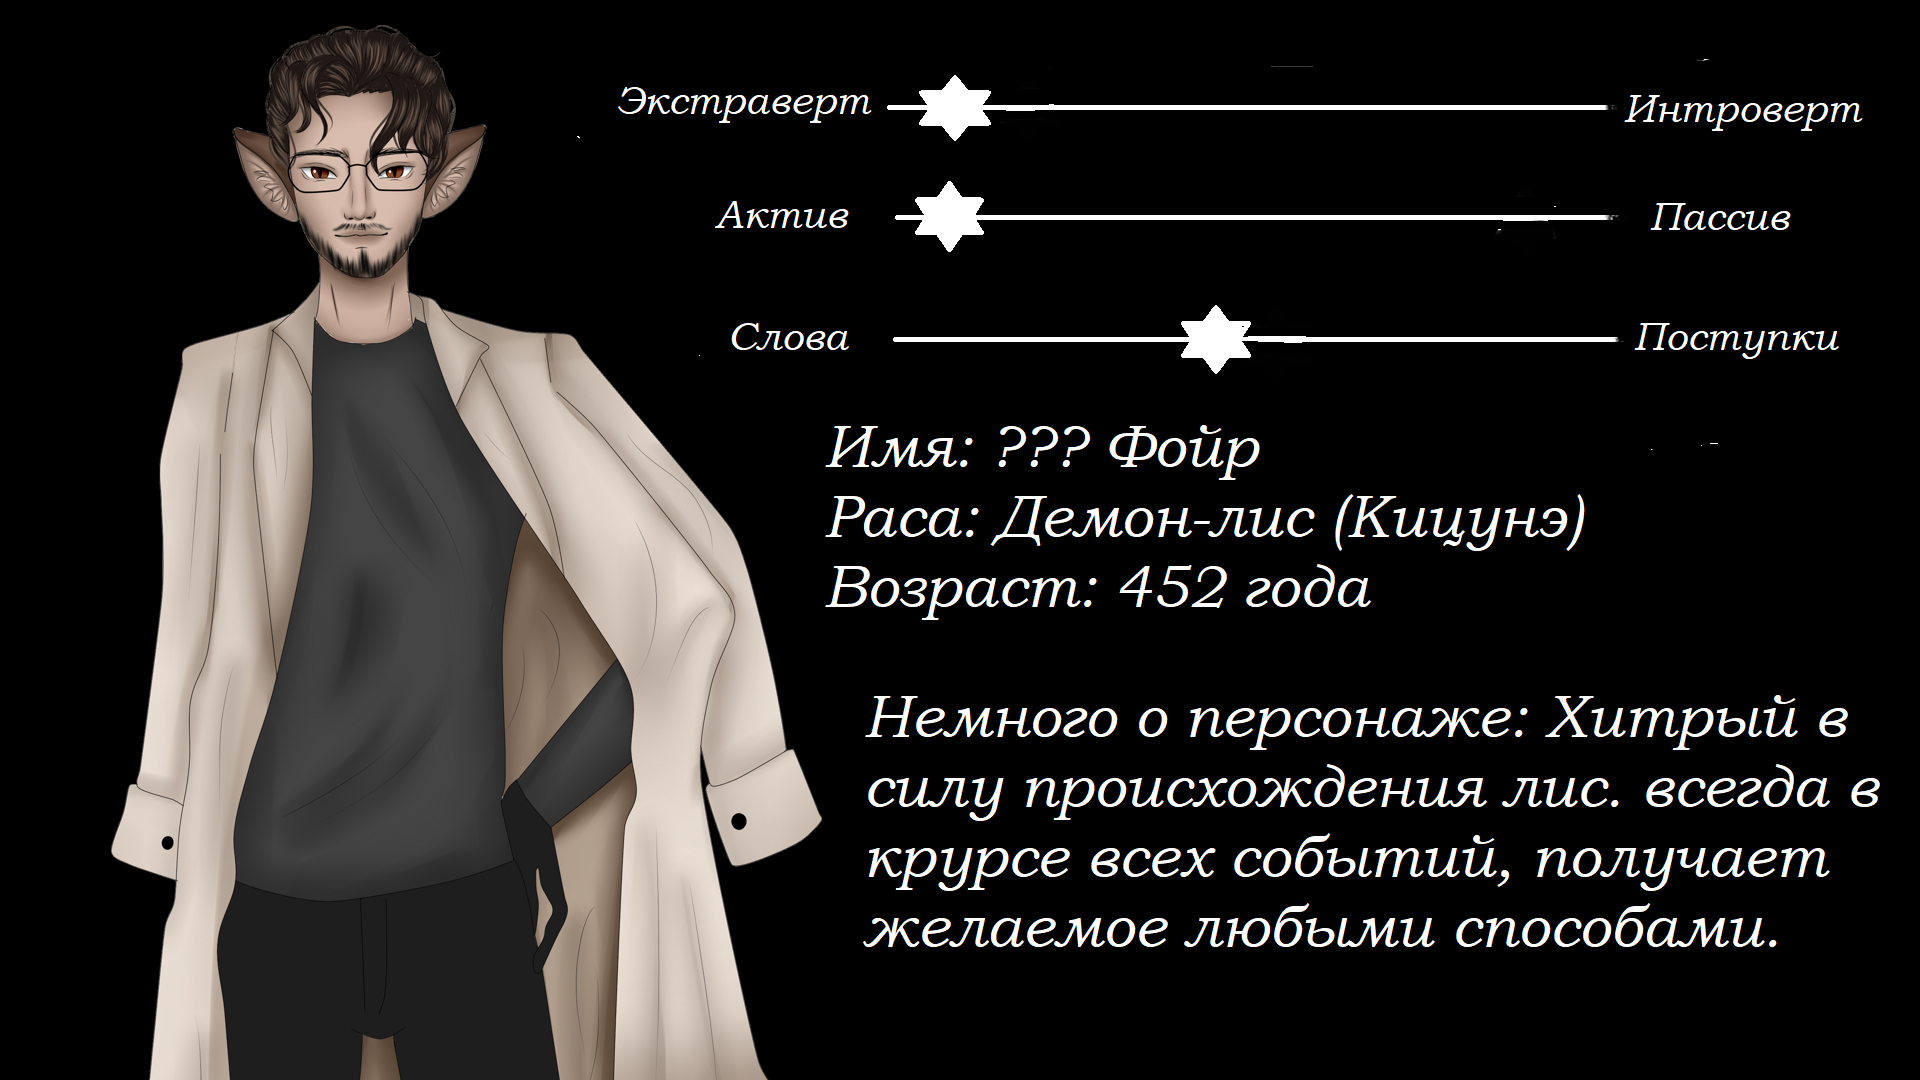 Экстраверт Интроверт
Актив Пассив
Слова Поступки
Имя: ??? Фойр
Раса: Демон-лис (Кицунэ)
Возраст: 452 года
Немного о персонаже: Хитрый в
силу происхождения лис. всегда в
крурсе всех событий, получает
желаемое любыми способами.